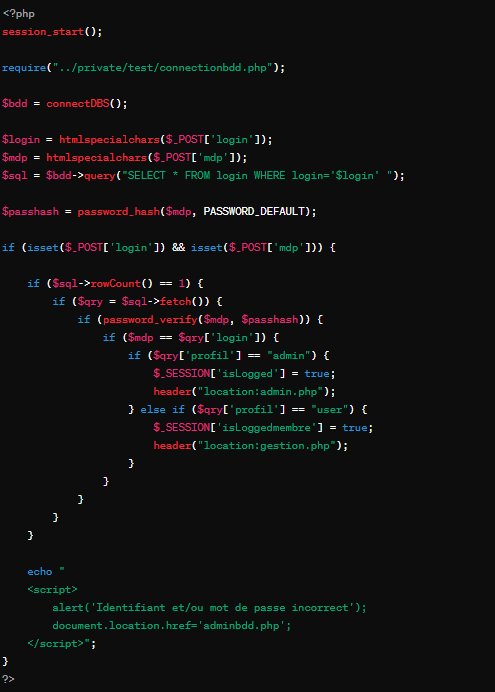 <?php
session_start();
require("../private/test/connectionbdd.php");
$bdd = connectDBS();
$login = htmlspecialchars($_POST['login']);
$mdp = htmlspecialchars($_POST['mdp']);
$sql = $bdd->query("SELECT * FROM login WHERE login='$login' ");
$passhash = password_hash($mdp, PASSWORD_DEFAULT);
if (isset($_POST['login']) && isset($_POST['mdp'])) {
    if ($sql->rowCount() == 1) {
        if ($qry = $sql->fetch()) {
            if (password_verify($mdp, $passhash)) {
                if ($mdp == $qry['login']) {
                    if ($qry['profil'] == "admin") {
                        $_SESSION['isLogged'] = true;
                        header("location:admin.php");
                    } else if ($qry['profil'] == "user") {
                        $_SESSION['isLoggedmembre'] = true;
                        header("location:gestion.php");
                    }
                }
            }
        }
    }
    echo "
    <script>
        alert('Identifiant et/ou mot de passe incorrect');
        document.location.href='adminbdd.php';
    </script>";
}
?>